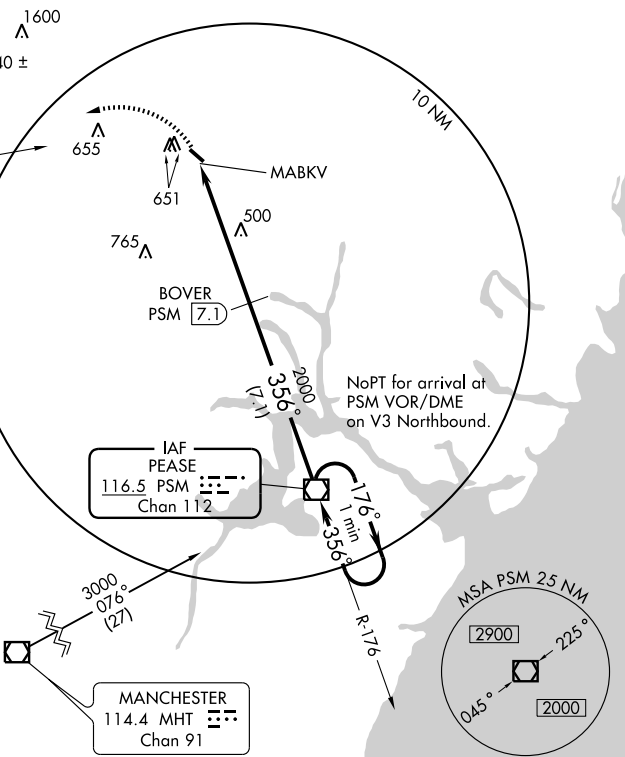 1600
40 ±
10 NM
655
651
MABKV
500
765
BOVER
PSM 7.1
2000
356°
(7.1)
NoPT for arrival at
PSM VOR/DME
on V3 Northbound.
IAF
PEASE
116.5 PSM
Chan 112
176°
1 min
356°
3000
076°
(27)
R-176
MSA PSM 25 NM
2900
225°
045°
2000
MANCHESTER
114.4 MHT
Chan 91